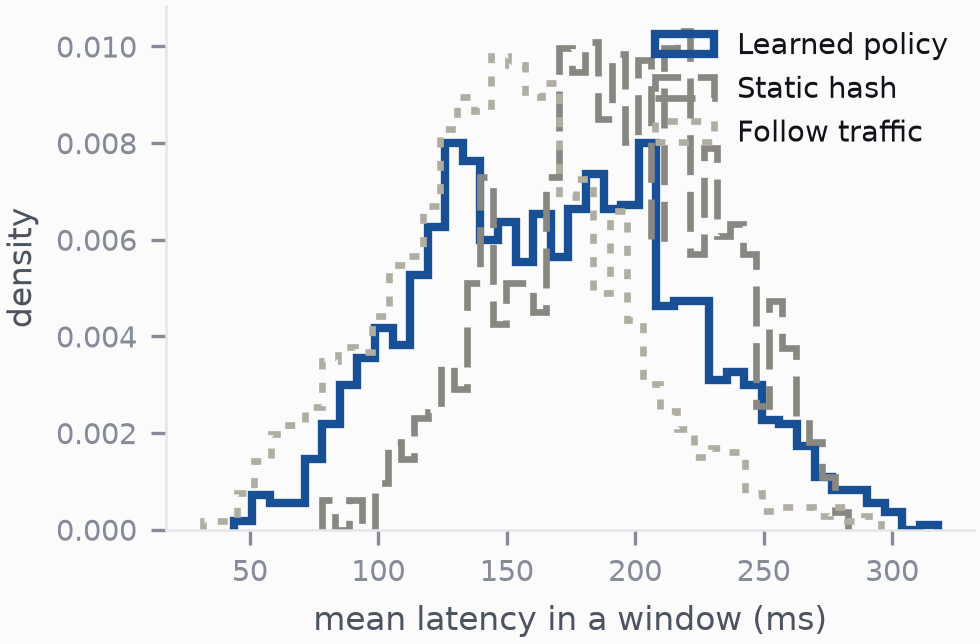 Learned policy
Static hash
Follow traffic
0.010
0.008
0.006
0.004
0.002
0.000
density
50 100 150 200 250 300
mean latency in a window (ms)